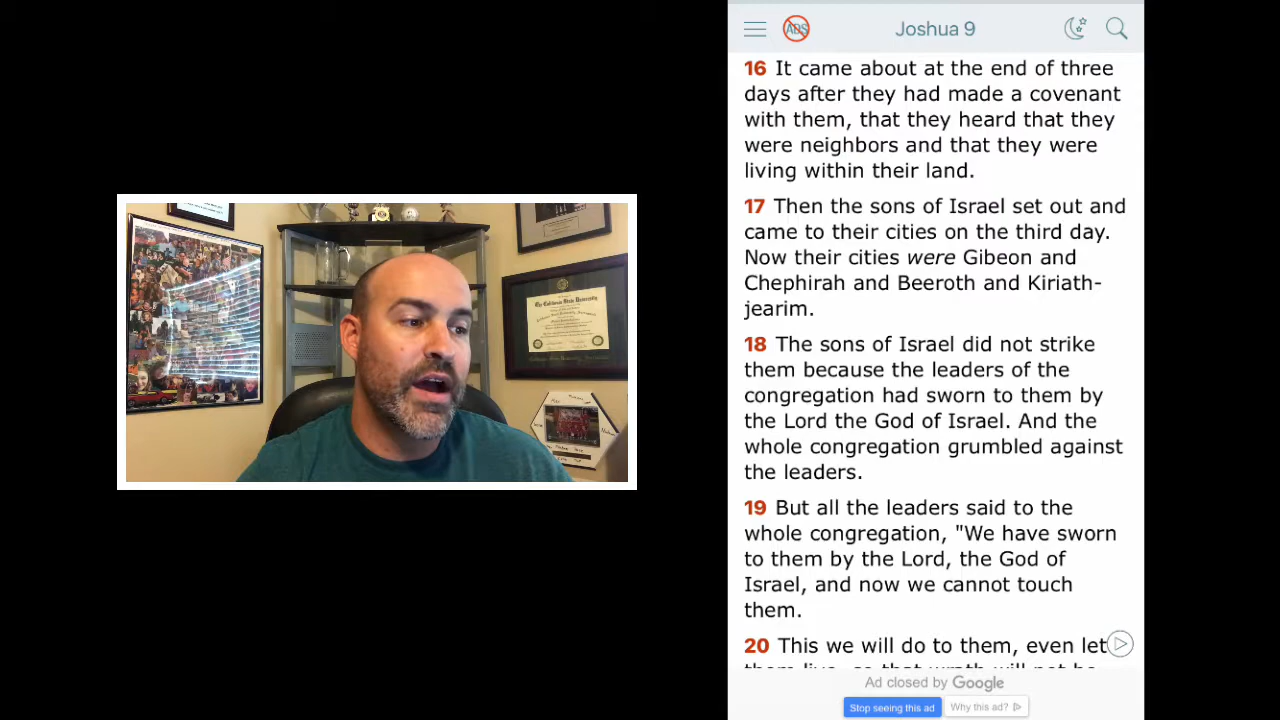 The California State University
ADS
Joshua 9
16 It came about at the end of three
days after they had made a covenant
with them, that they heard that they
were neighbors and that they were
living within their land.
17 Then the sons of Israel set out and
came to their cities on the third day.
Now their cities were Gibeon and
Chephirah and Beeroth and Kiriath-
jearim.
18 The sons of Israel did not strike
them because the leaders of the
congregation had sworn to them by
the Lord the God of Israel. And the
whole congregation grumbled against
the leaders.
19 But all the leaders said to the
whole congregation, "We have sworn
to them by the Lord, the God of
Israel, and now we cannot touch
them.
20 This we will do to them, even let
Ad closed by Google
Stop seeing this ad
Why this ad?